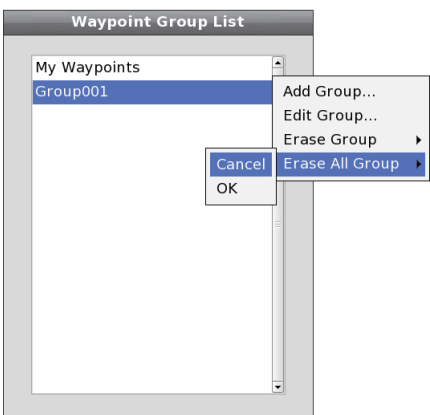 Waypoint Group List
My Waypoints
Group001
Add Group...
Edit Group...
Erase Group
Erase All Group
Cancel
OK